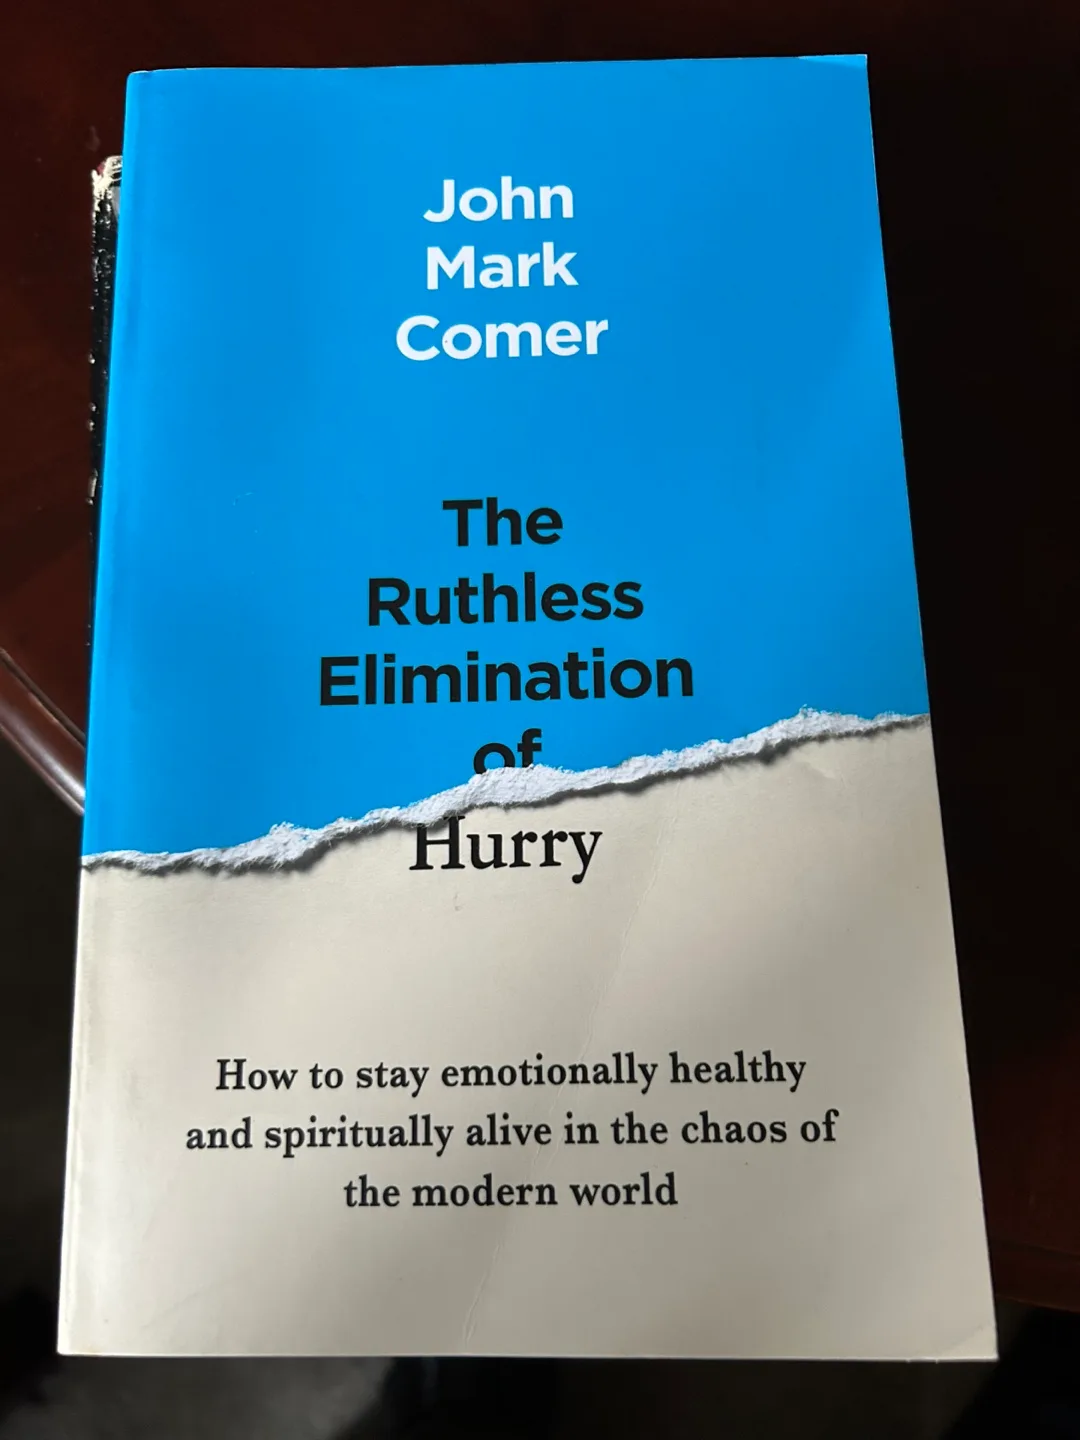 John
Mark
Comer
The
Ruthless
Elimination
of
Hurry
How to stay emotionally healthy
and spiritually alive in the chaos of
the modern world